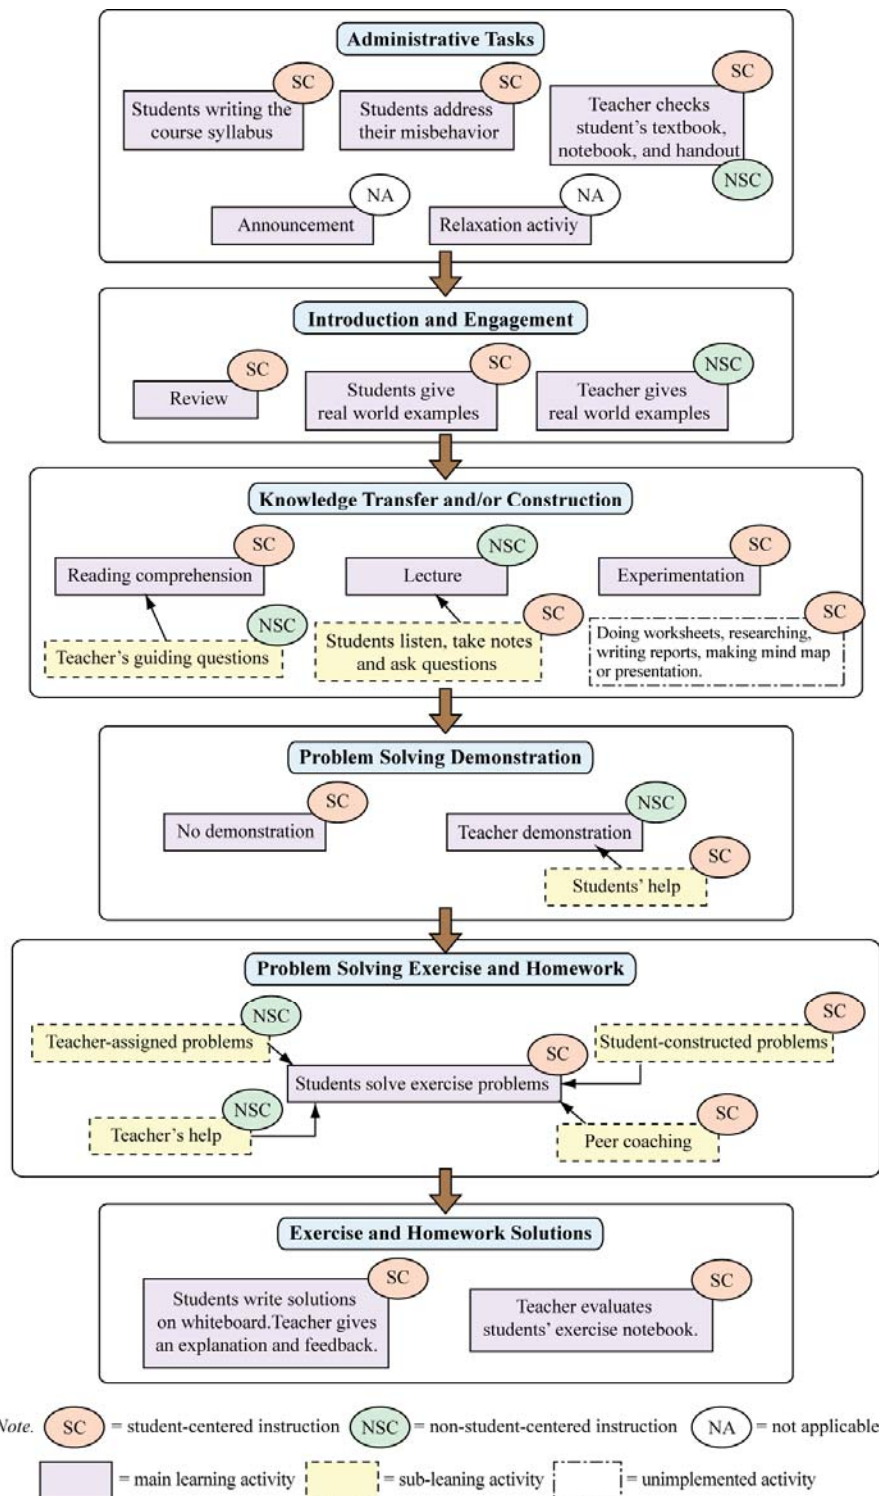 Administrative Tasks
SC
Students writing the
course syllabus
SC
Students address
their misbehavior
SC
Teacher checks
student's textbook,
notebook, and handout
NSC
NA
Announcement
NA
Relaxation activiy
Introduction and Engagement
SC
Review
SC
Students give
real world examples
NSC
Teacher gives
real world examples
Knowledge Transfer and/or Construction
SC
Reading comprehension
NSC
Lecture
SC
Experimentation
NSC
Teacher's guiding questions
SC
Students listen, take notes
and ask questions
SC
Doing worksheets, researching,
writing reports, making mind map
or presentation.
Problem Solving Demonstration
SC
No demonstration
NSC
Teacher demonstration
SC
Students' help
Problem Solving Exercise and Homework
NSC
Teacher-assigned problems
SC
Student-constructed problems
SC
Students solve exercise problems
NSC
Teacher's help
SC
Peer coaching
Exercise and Homework Solutions
SC
Students write solutions
on whiteboard.Teacher gives
an explanation and feedback.
SC
Teacher evaluates
students' exercise notebook.
Note. SC = student-centered instruction NSC = non-student-centered instruction NA = not applicable
= main learning activity = sub-leaning activity = unimplemented activity